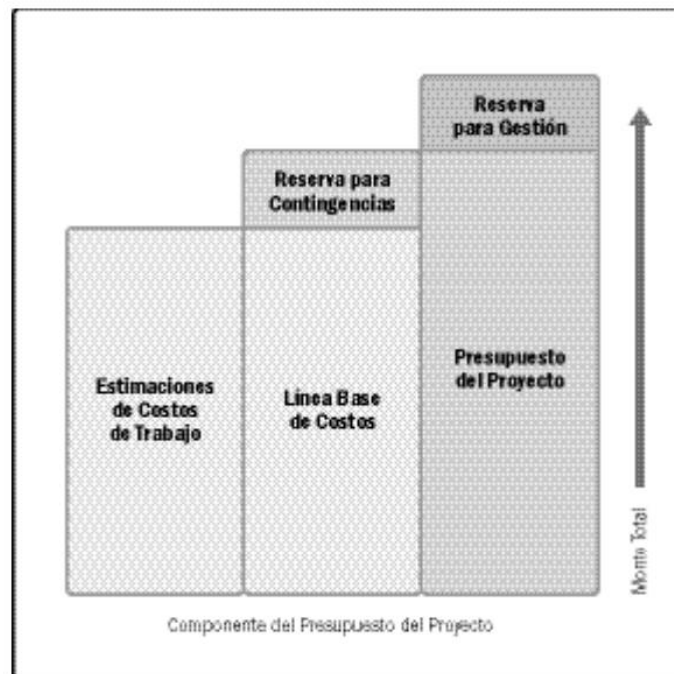 Reserva
para Gestión
Reserva para
Contingencias
Estimaciones
de Costos
de Trabajo
Línea Base
de Costos
Presupuesto
del Proyecto
Monto Total
Componente del Presupuesto del Proyecto